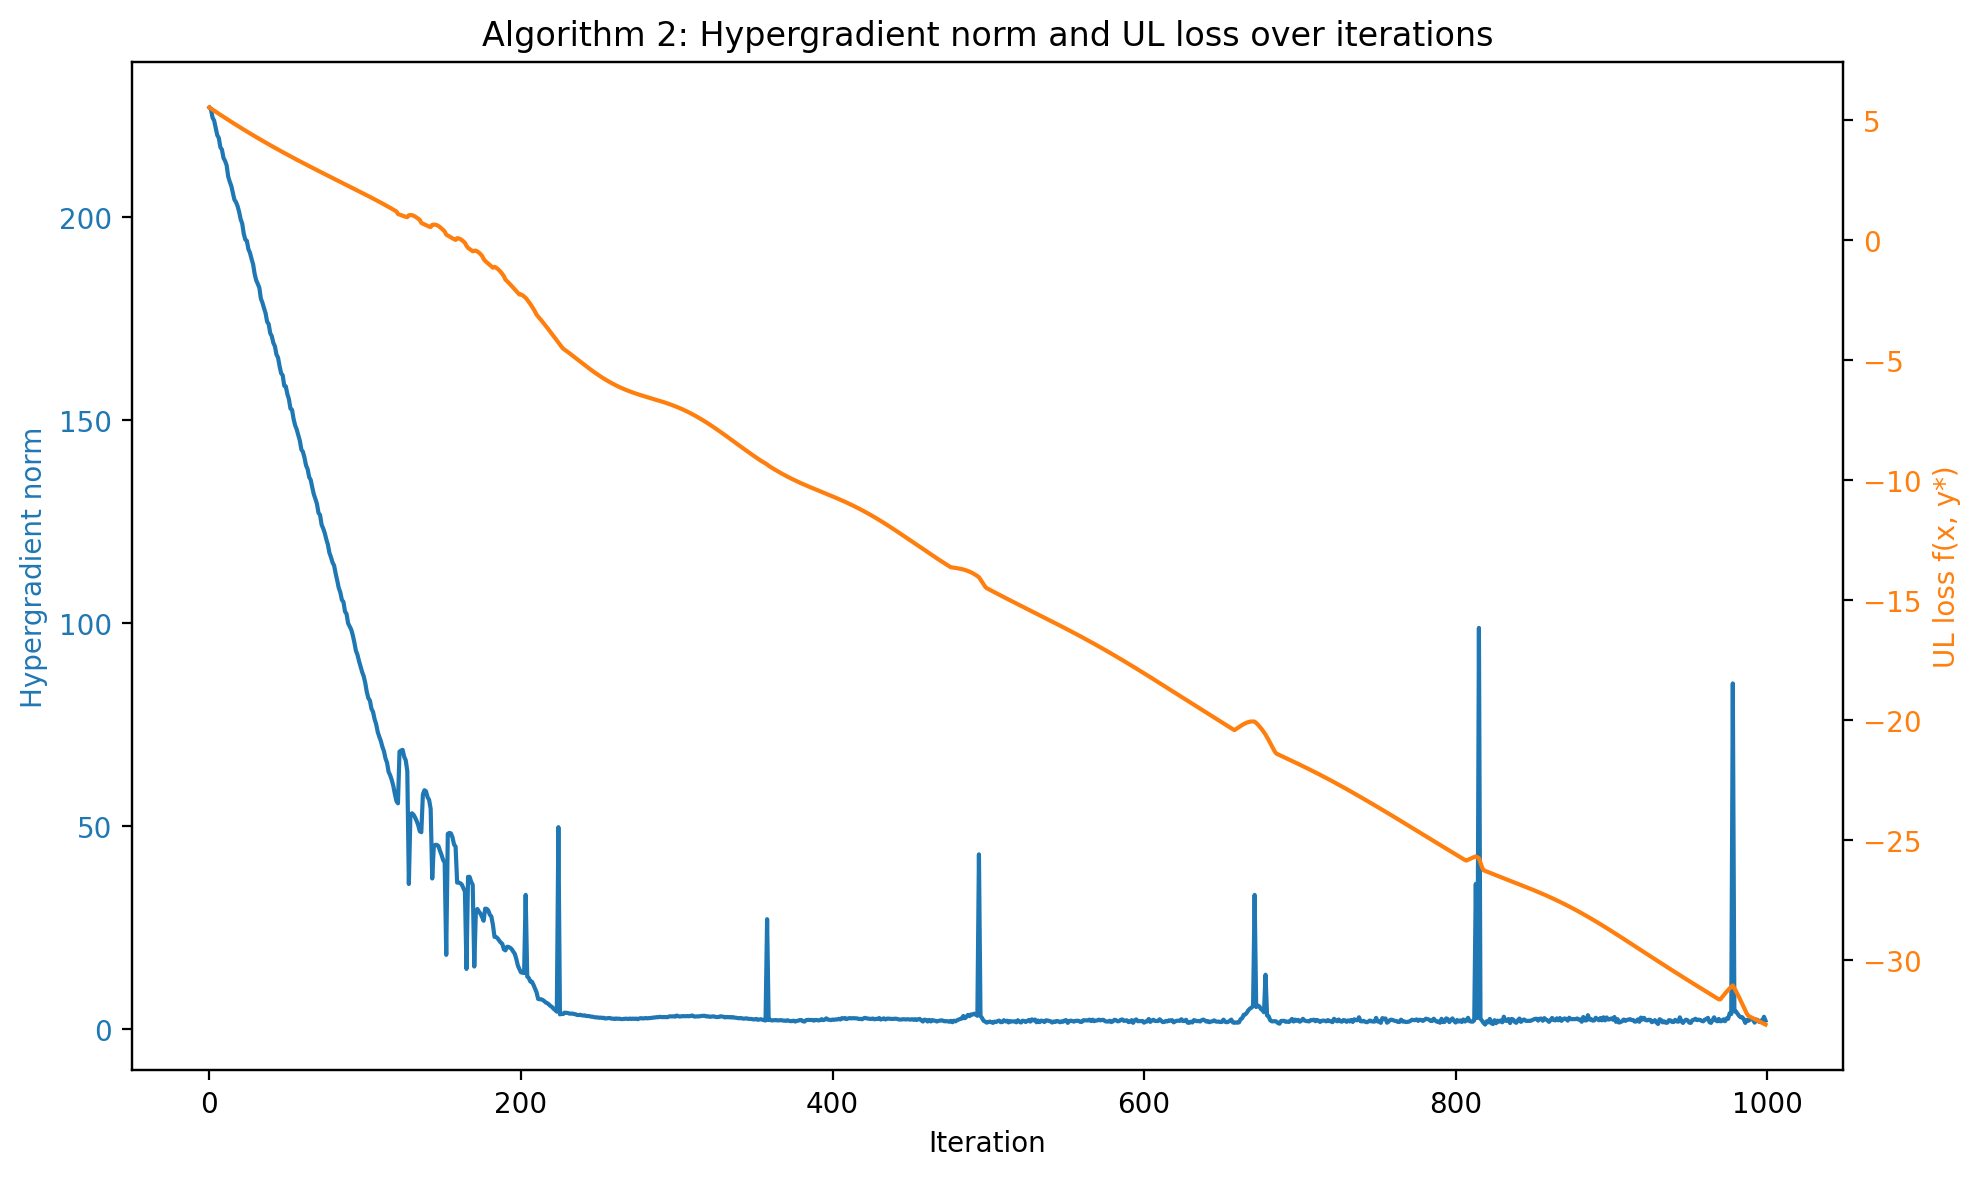 Algorithm 2: Hypergradient norm and UL loss over iterations
Hypergradient norm
200
150
100
50
0
5
0
−5
−10
−15
−20
−25
−30
UL loss f(x, y*)
0 200 400 600 800 1000
Iteration